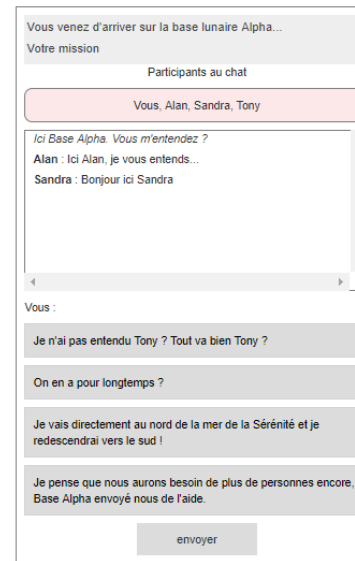 Vous venez d'arriver sur la base lunaire Alpha...
Votre mission
Participants au chat
Vous, Alan, Sandra, Tony
Ici Base Alpha. Vous m'entendez ?
Alan : Ici Alan, je vous entends...
Sandra : Bonjour ici Sandra
Vous :
Je n'ai pas entendu Tony ? Tout va bien Tony ?
On en a pour longtemps ?
Je vais directement au nord de la mer de la Sérénité et je
redescendrai vers le sud !
Je pense que nous aurons besoin de plus de personnes encore,
Base Alpha envoyé nous de l'aide.
envoyer